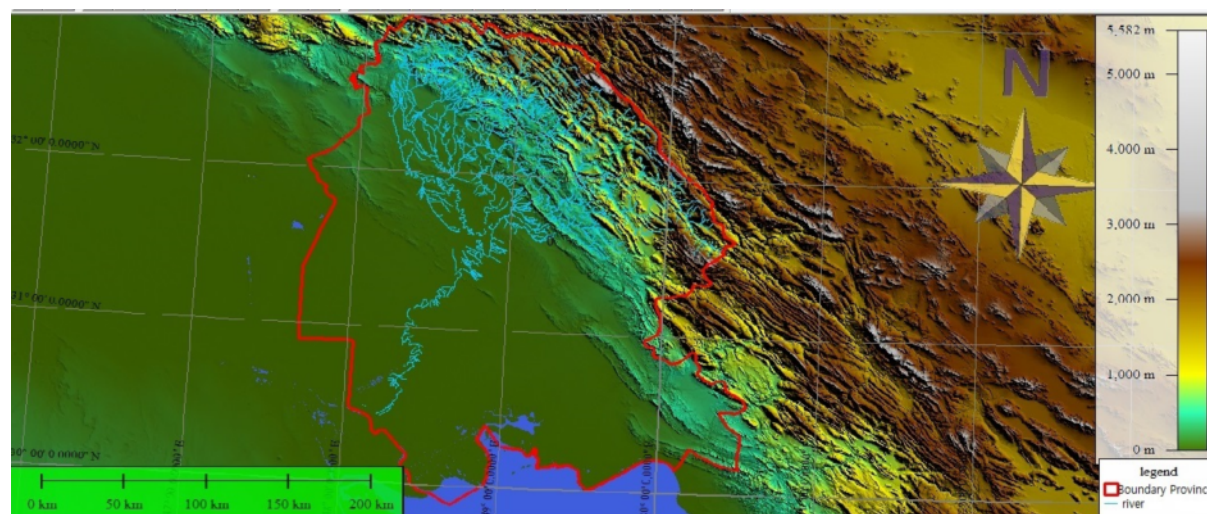 N
5,582 m
5,000 m
4,000 m
3,000 m
2,000 m
1,000 m
0 m
32° 00' 0.0000" N
31° 00' 0.0000" N
00' 0.0000" N
0 km 50 km 100 km 150 km 200 km
legend
Boundary Provinc
river